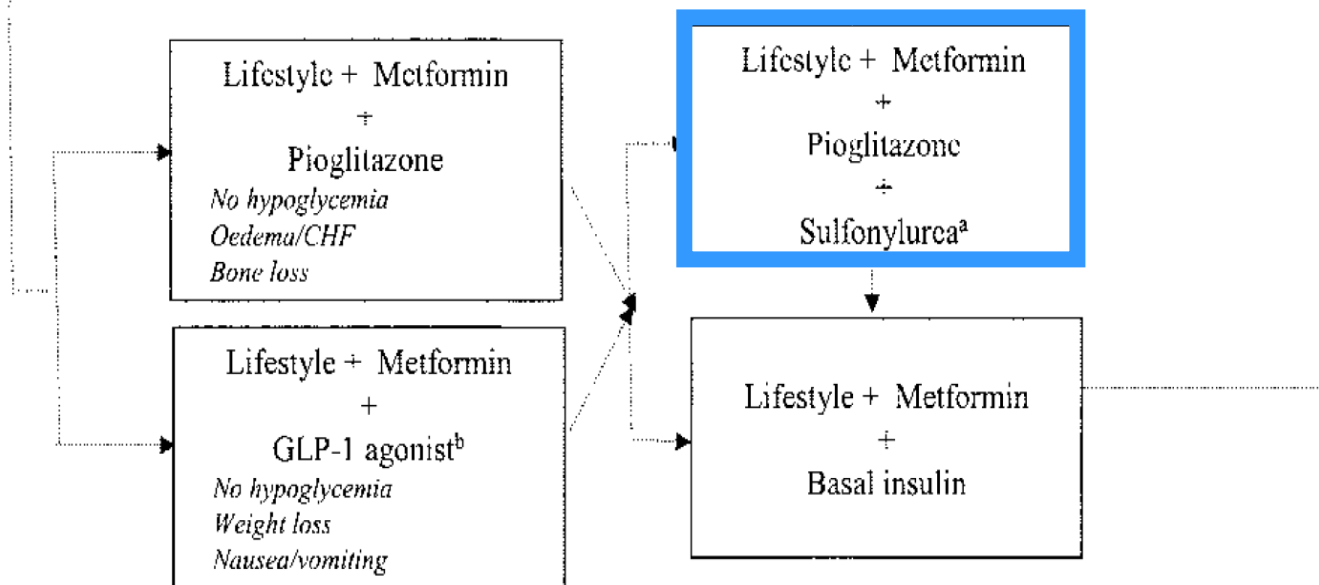 Lifestyle + Metformin
+
Pioglitazone
No hypoglycemia
Oedema/CHF
Bone loss
Lifestyle + Metformin
+
GLP-1 agonistᵇ
No hypoglycemia
Weight loss
Nausea/vomiting
Lifestyle + Metformin
+
Pioglitazone
+
Sulfonylureaᵃ
Lifestyle + Metformin
+
Basal insulin